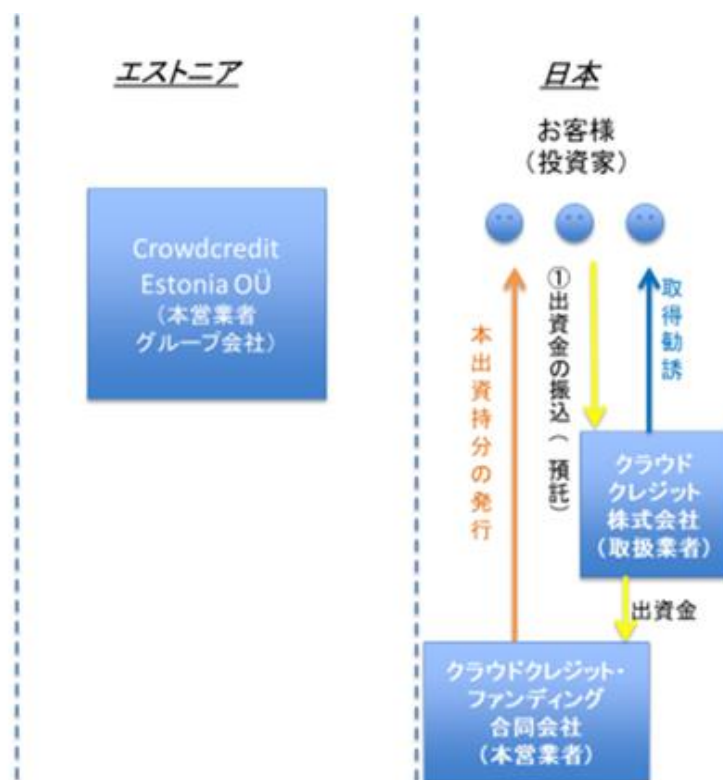 エストニア
Crowdcredit
Estonia OÜ
（本営業者
グループ会社）
日本
お客様
（投資家）
本出資持分の発行
①出資金の振込（預託）
取得勧誘
クラウド
クレジット
株式会社
（取扱業者）
出資金
クラウドクレジット・
ファンディング
合同会社
（本営業者）